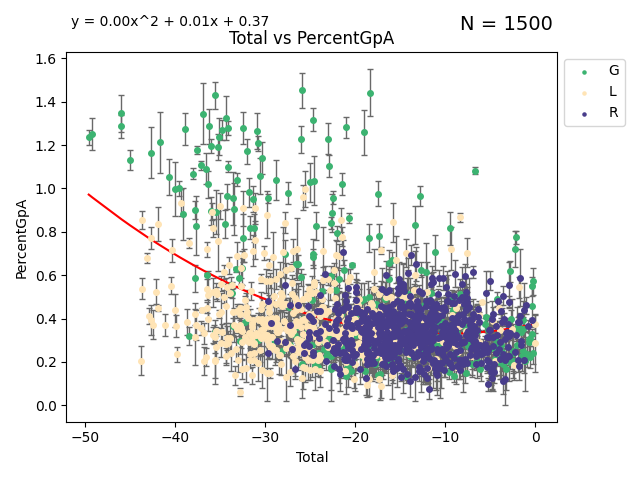 y = 0.00x^2 + 0.01x + 0.37
N = 1500
Total vs PercentGpA
G
L
R
1.6
1.4
1.2
1.0
0.8
0.6
0.4
0.2
0.0
PercentGpA
−50
−40
−30
−20
−10
0
Total